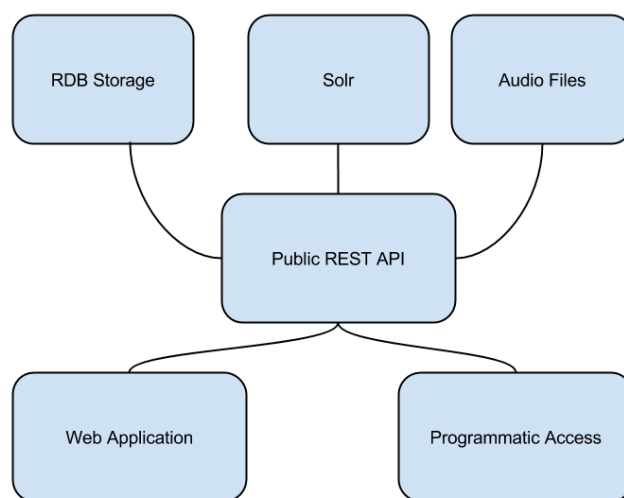 RDB Storage
Solr
Audio Files
Public REST API
Web Application
Programmatic Access